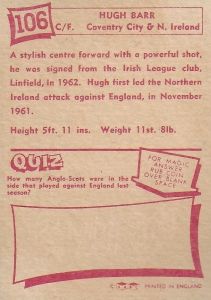 106
HUGH BARR
C/F. Coventry City & N. Ireland
A stylish centre forward with a powerful shot,
he was signed from the Irish League club,
Linfield, in 1962. Hugh first led the Northern
Ireland attack against England, in November
1961.
Height 5ft. 11 ins. Weight 11st. 8lb.
QUIZ
How many Anglo-Scots were in the
side that played against England last
season?
FOR MAGIC
ANSWER
RUB COIN
OVER BLANK
SPACE
PRINTED IN ENGLAND